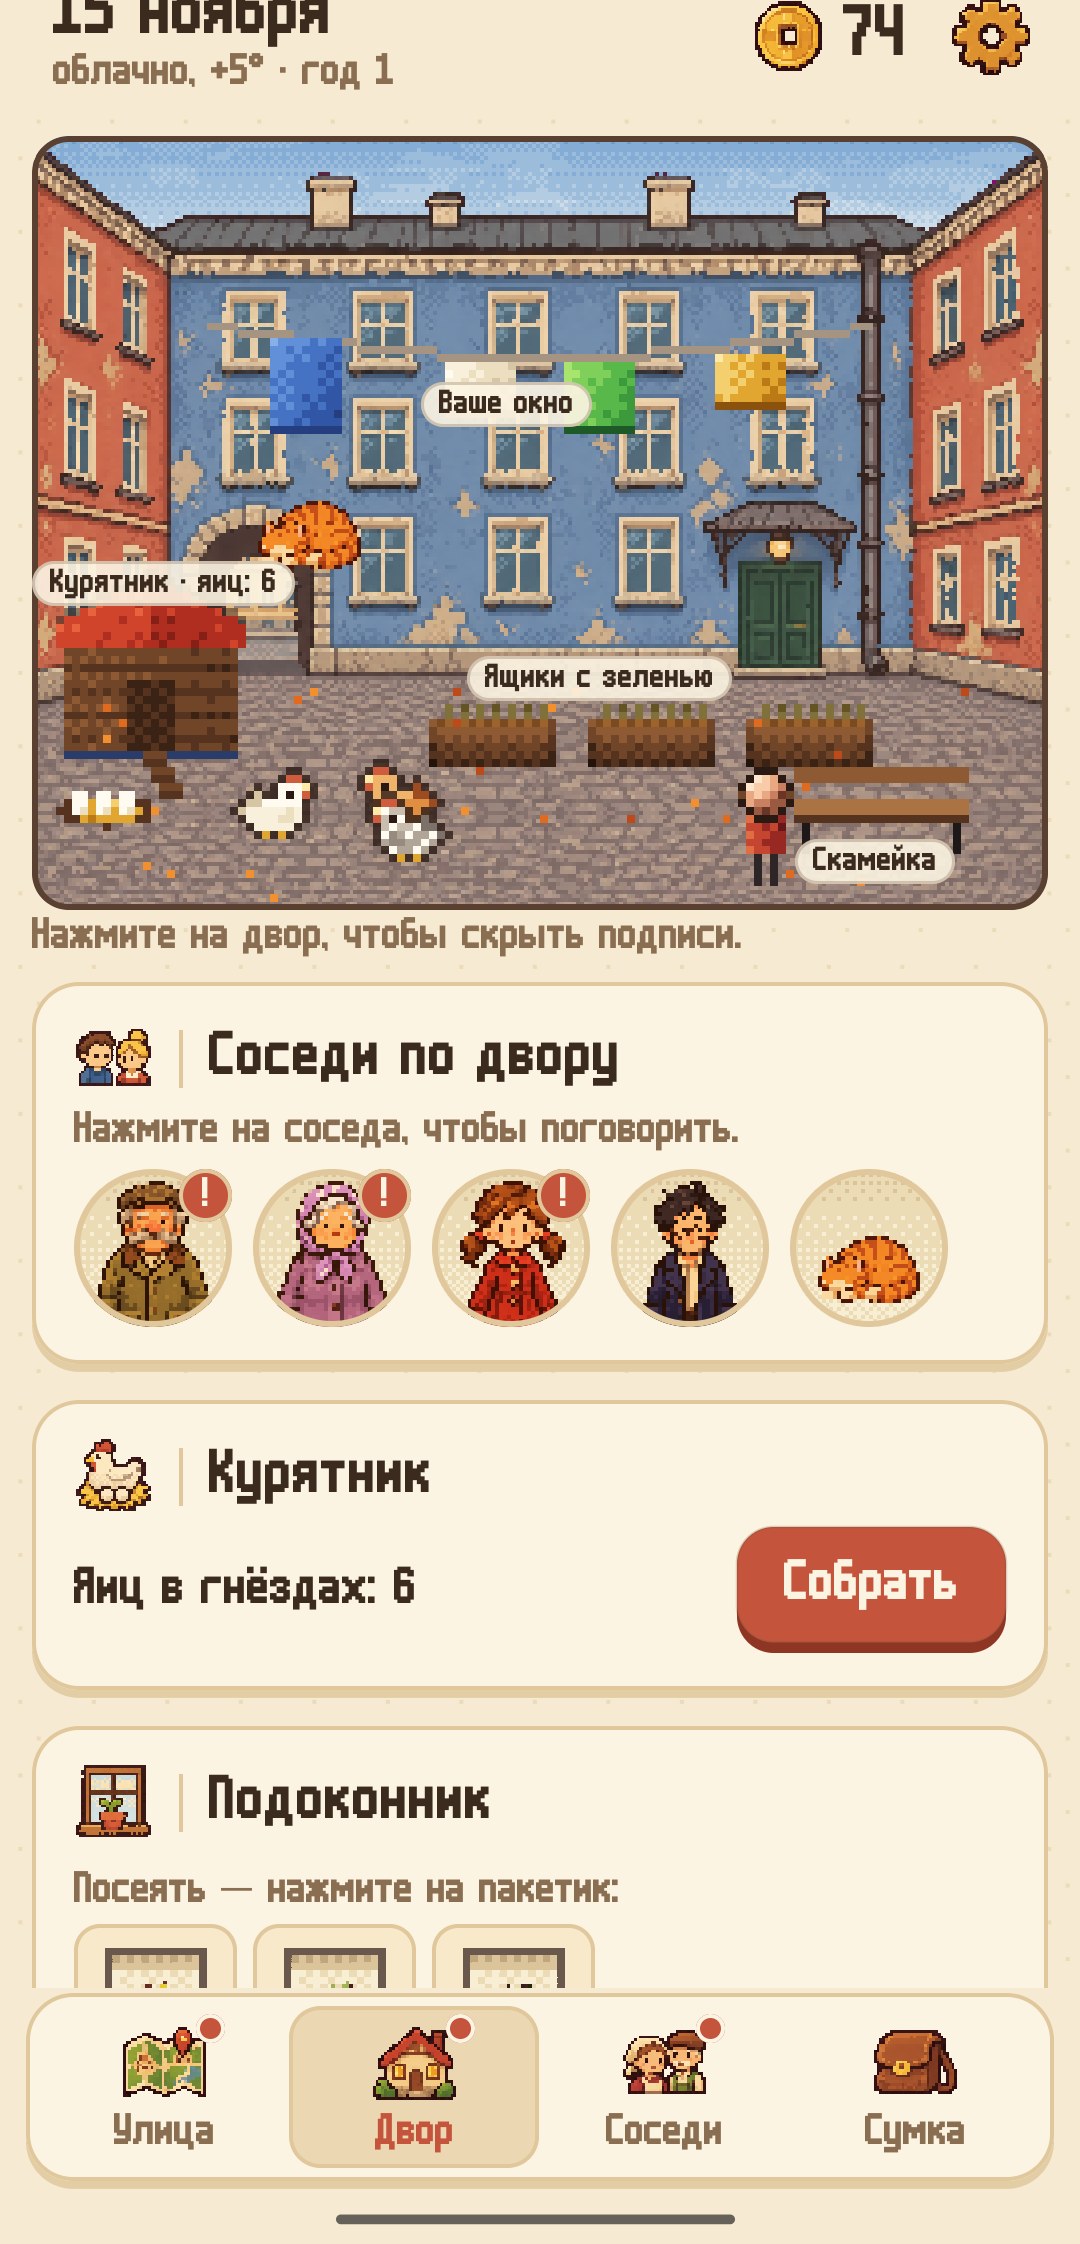 15 ноября
74
облачно, +5° · год 1
Ваше окно
Курятник · яиц: 6
Ящики с зеленью
Скамейка
Нажмите на двор, чтобы скрыть подписи.
Соседи по двору
Нажмите на соседа, чтобы поговорить.
!
!
!
Курятник
Яиц в гнёздах: 6
Собрать
Подоконник
Посеять — нажмите на пакетик:
Улица
Двор
Соседи
Сумка